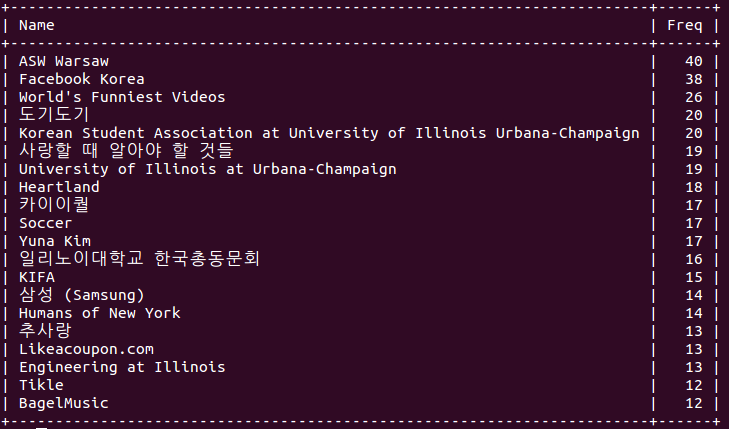 +-----------------------------------------------------------------------+------+
| Name | Freq |
+-----------------------------------------------------------------------+------+
| ASW Warsaw | 40 |
| Facebook Korea | 38 |
| World's Funniest Videos | 26 |
| 도기도기 | 20 |
| Korean Student Association at University of Illinois Urbana-Champaign | 20 |
| 사랑할 때 알아야 할 것들 | 19 |
| University of Illinois at Urbana-Champaign | 19 |
| Heartland | 18 |
| 카이이퀄 | 17 |
| Soccer | 17 |
| Yuna Kim | 17 |
| 일리노이대학교 한국총동문회 | 16 |
| KIFA | 15 |
| 삼성 (Samsung) | 14 |
| Humans of New York | 14 |
| 추사랑 | 13 |
| Likeacoupon.com | 13 |
| Engineering at Illinois | 13 |
| Tikle | 12 |
| BagelMusic | 12 |
+-----------------------------------------------------------------------+------+